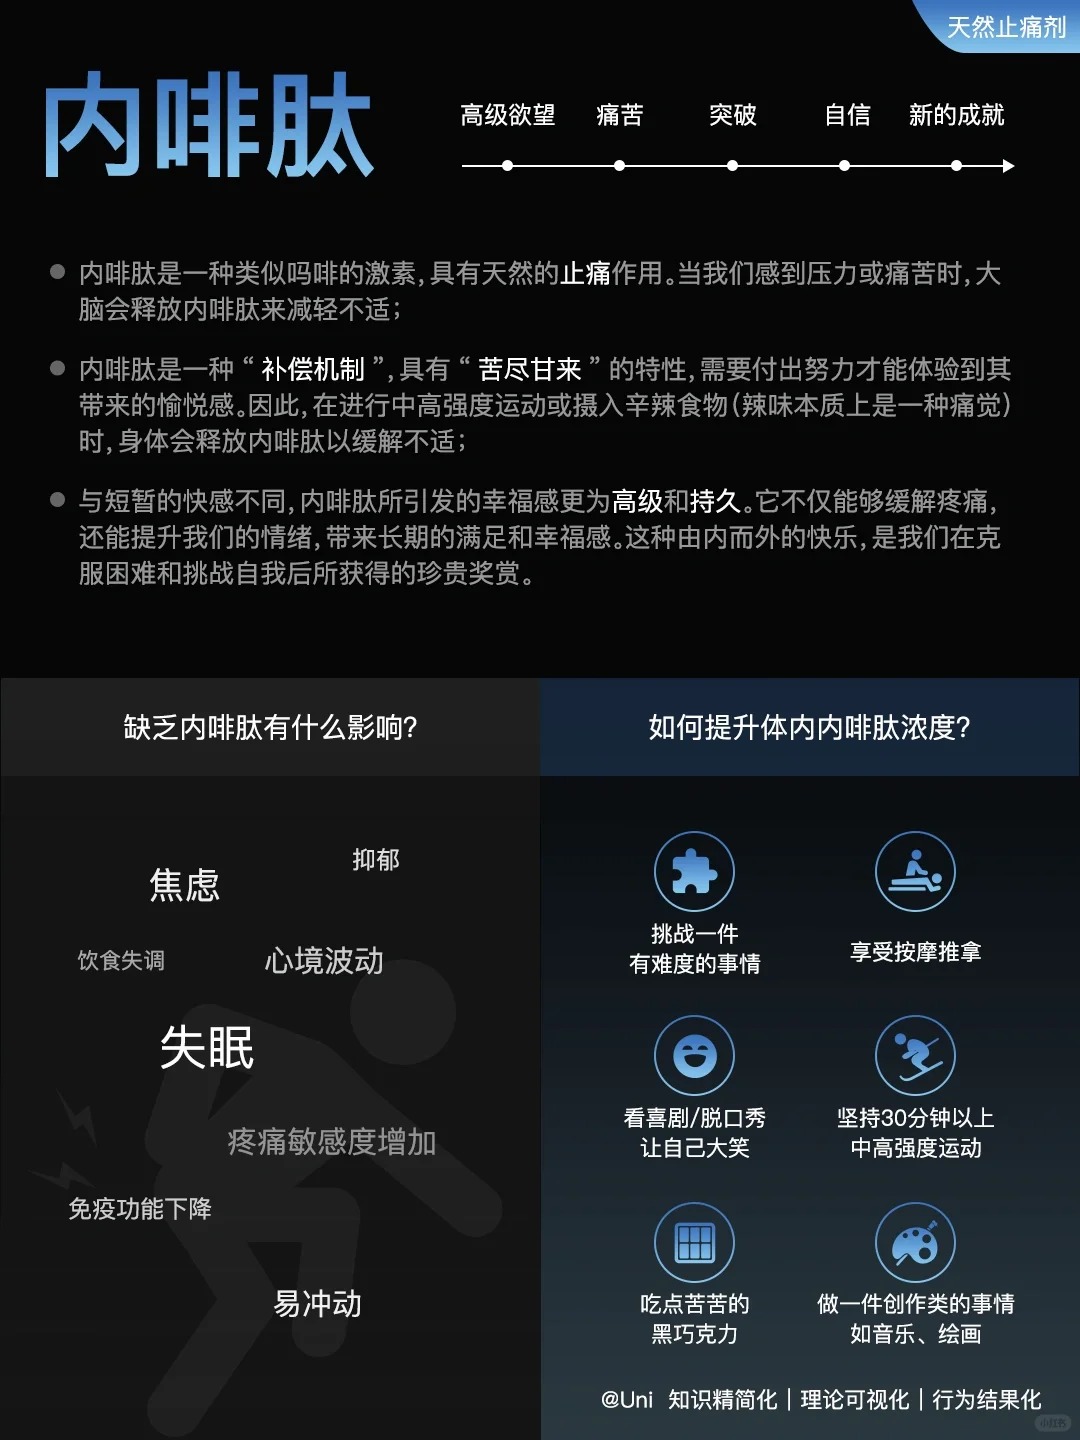 天然止痛剂
内啡肽
高级欲望 痛苦 突破 自信 新的成就
内啡肽是一种类似吗啡的激素，具有天然的止痛作用。当我们感到压力或痛苦时，大
脑会释放内啡肽来减轻不适；
内啡肽是一种“补偿机制”，具有“苦尽甘来”的特性，需要付出努力才能体验到其
带来的愉悦感。因此，在进行中高强度运动或摄入辛辣食物（辣味本质上是一种痛觉）
时，身体会释放内啡肽以缓解不适；
与短暂的快感不同，内啡肽所引发的幸福感更为高级和持久。它不仅能够缓解疼痛，
还能提升我们的情绪，带来长期的满足和幸福感。这种由内而外的快乐，是我们在克
服困难和挑战自我后所获得的珍贵奖赏。
缺乏内啡肽有什么影响？
抑郁
焦虑
饮食失调
心境波动
失眠
疼痛敏感度增加
免疫功能下降
易冲动
如何提升体内内啡肽浓度？
挑战一件
有难度的事情
享受按摩推拿
看喜剧/脱口秀
让自己大笑
坚持30分钟以上
中高强度运动
吃点苦苦的
黑巧克力
做一件创作类的事情
如音乐、绘画
@Uni 知识精简化｜理论可视化｜行为结果化
小红书